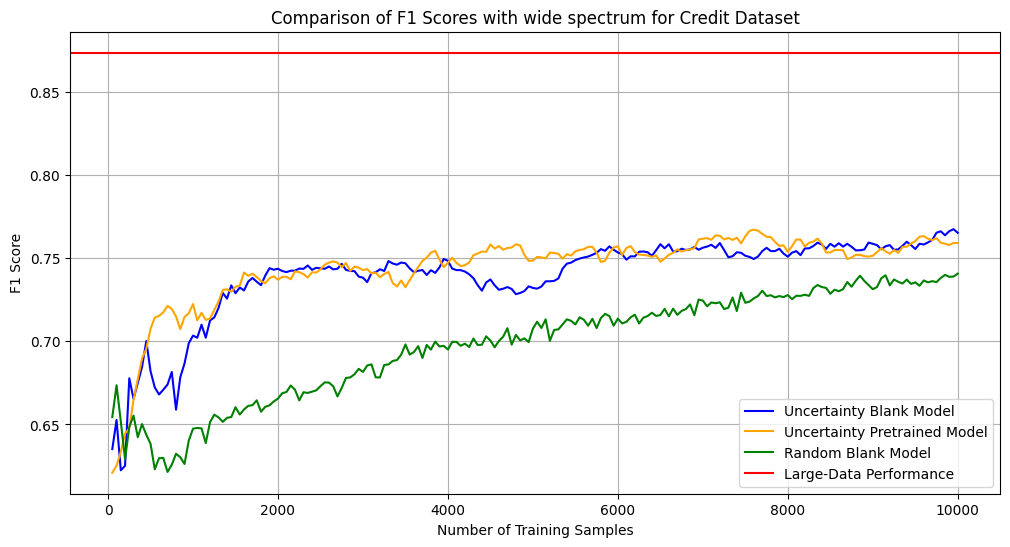 Comparison of F1 Scores with wide spectrum for Credit Dataset
F1 Score
0.85
0.80
0.75
0.70
0.65
0
2000
4000
6000
8000
10000
Number of Training Samples
Uncertainty Blank Model
Uncertainty Pretrained Model
Random Blank Model
Large-Data Performance